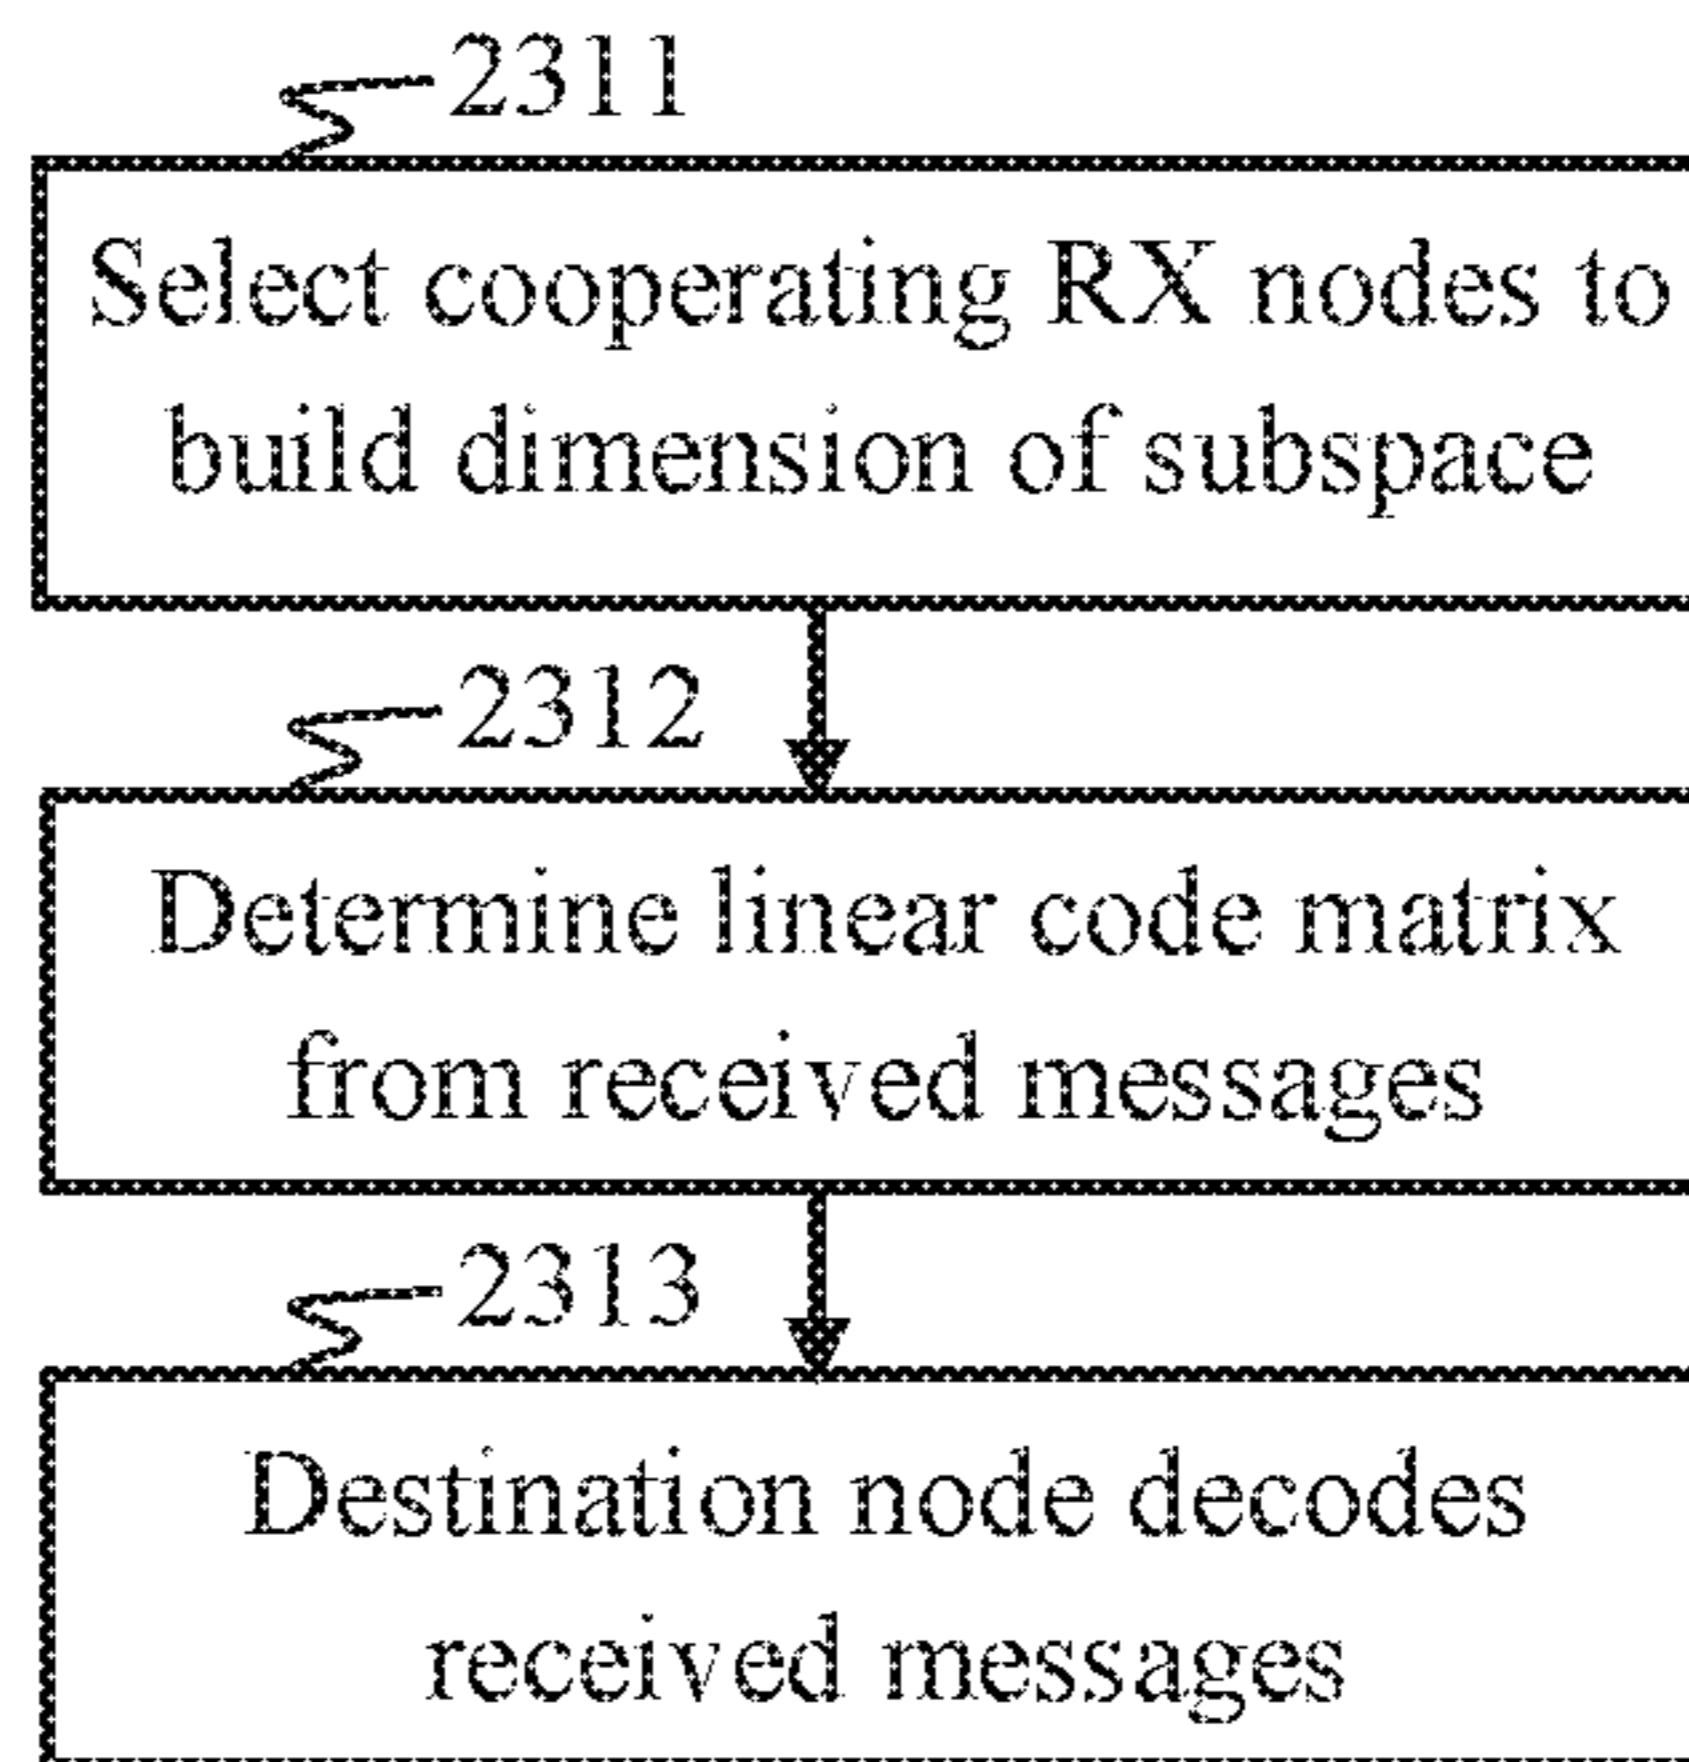 2311
Select cooperating RX nodes to
build dimension of subspace
2312
Determine linear code matrix
from received messages
2313
Destination node decodes
received messages